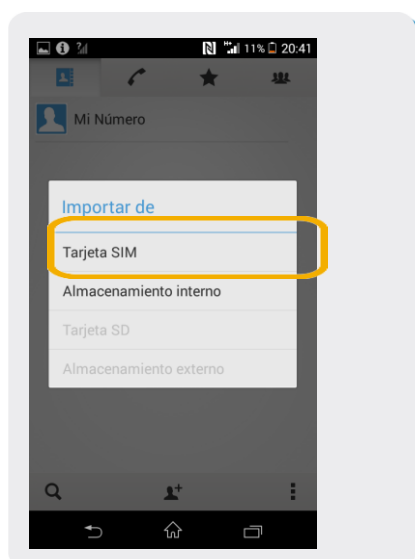 11% 20:41
Mi Número
Importar de
Tarjeta SIM
Almacenamiento interno
Tarjeta SD
Almacenamiento externo